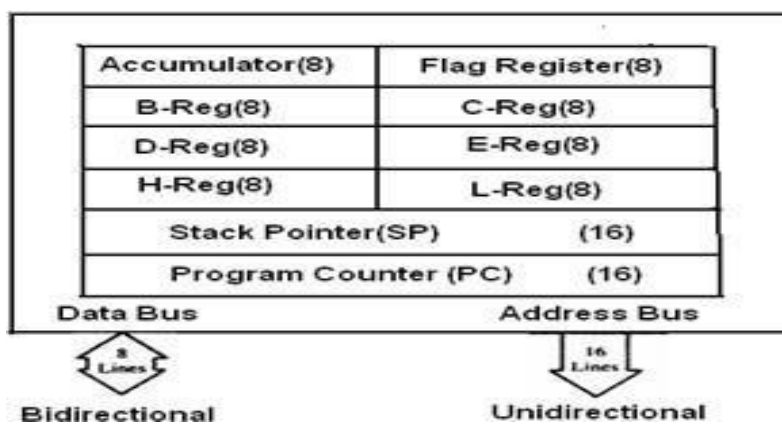 Accumulator(8) Flag Register(8)
B-Reg(8) C-Reg(8)
D-Reg(8) E-Reg(8)
H-Reg(8) L-Reg(8)
Stack Pointer(SP) (16)
Program Counter (PC) (16)
Data Bus Address Bus
8 Lines
16 Lines
Bidirectional Unidirectional